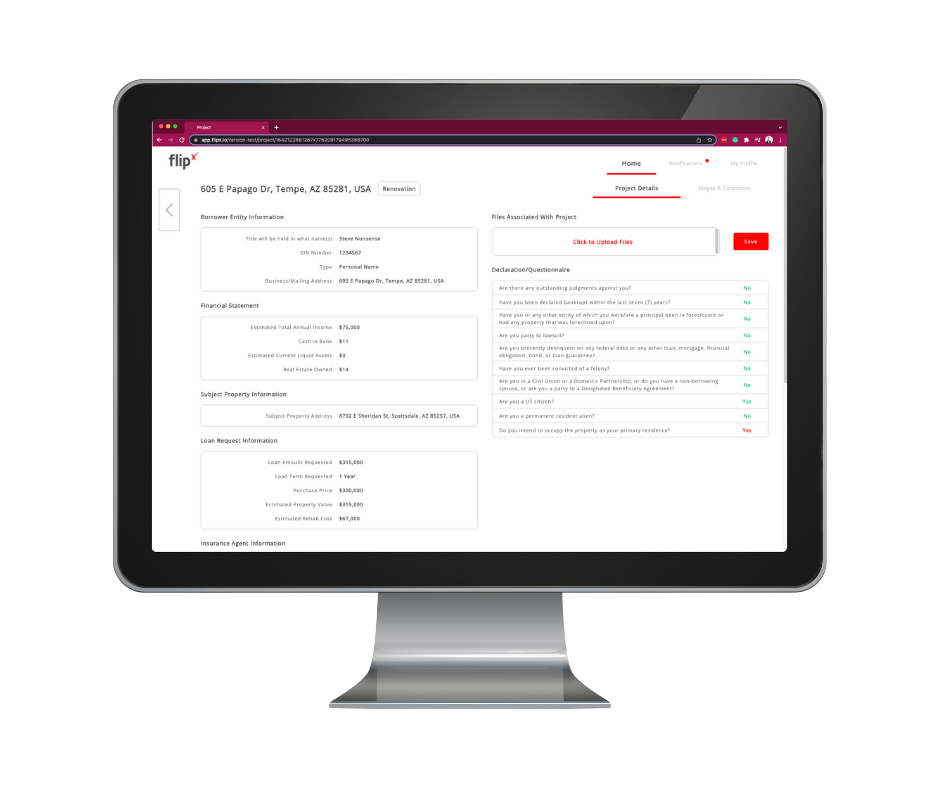 Project
app.flipx.io/version-test/project/1642122861287x776209179495366700
flipx
Home
Notifications
My Profile
605 E Papago Dr, Tempe, AZ 85281, USA
Renovation
Project Details
Stages & Comments
Borrower Entity Information
Title will be held in what name(s) Steve Nonsense
EIN Number 1234567
Type Personal Name
Business/Mailing Address 605 E Papago Dr, Tempe, AZ 85281, USA
Financial Statement
Estimated Total Annual Income $75,000
Cash in Bank $11
Estimated Current Liquid Assets $3
Real Estate Owned $14
Subject Property Information
Subject Property Address 8702 E Sheridan St, Scottsdale, AZ 85257, USA
Loan Request Information
Loan Amount Requested $315,000
Loan Term Requested 1 Year
Purchase Price $300,000
Estimated Property Value $315,000
Estimated Rehab Cost $67,000
Insurance Agent Information
Files Associated With Project
Click to Upload Files
Save
Declaration/Questionnaire
Are there any outstanding judgments against you? No
Have you been declared bankrupt within the last seven (7) years? No
Have you or any other entity of which you were/are a principal been in foreclosure or
had any property that was foreclosed upon? No
Are you party to lawsuit? No
Are you presently delinquent on any federal debt or any other loan, mortgage, financial
obligation, bond, or loan guarantee? No
Have you ever been convicted of a felony? No
Are you in a Civil Union or a Domestic Partnership, or do you have a non-borrowing
spouse, or are you a party to a Designated Beneficiary Agreement? No
Are you a US citizen? Yes
Are you a permanent resident alien? No
Do you intend to occupy the property as your primary residence? Yes